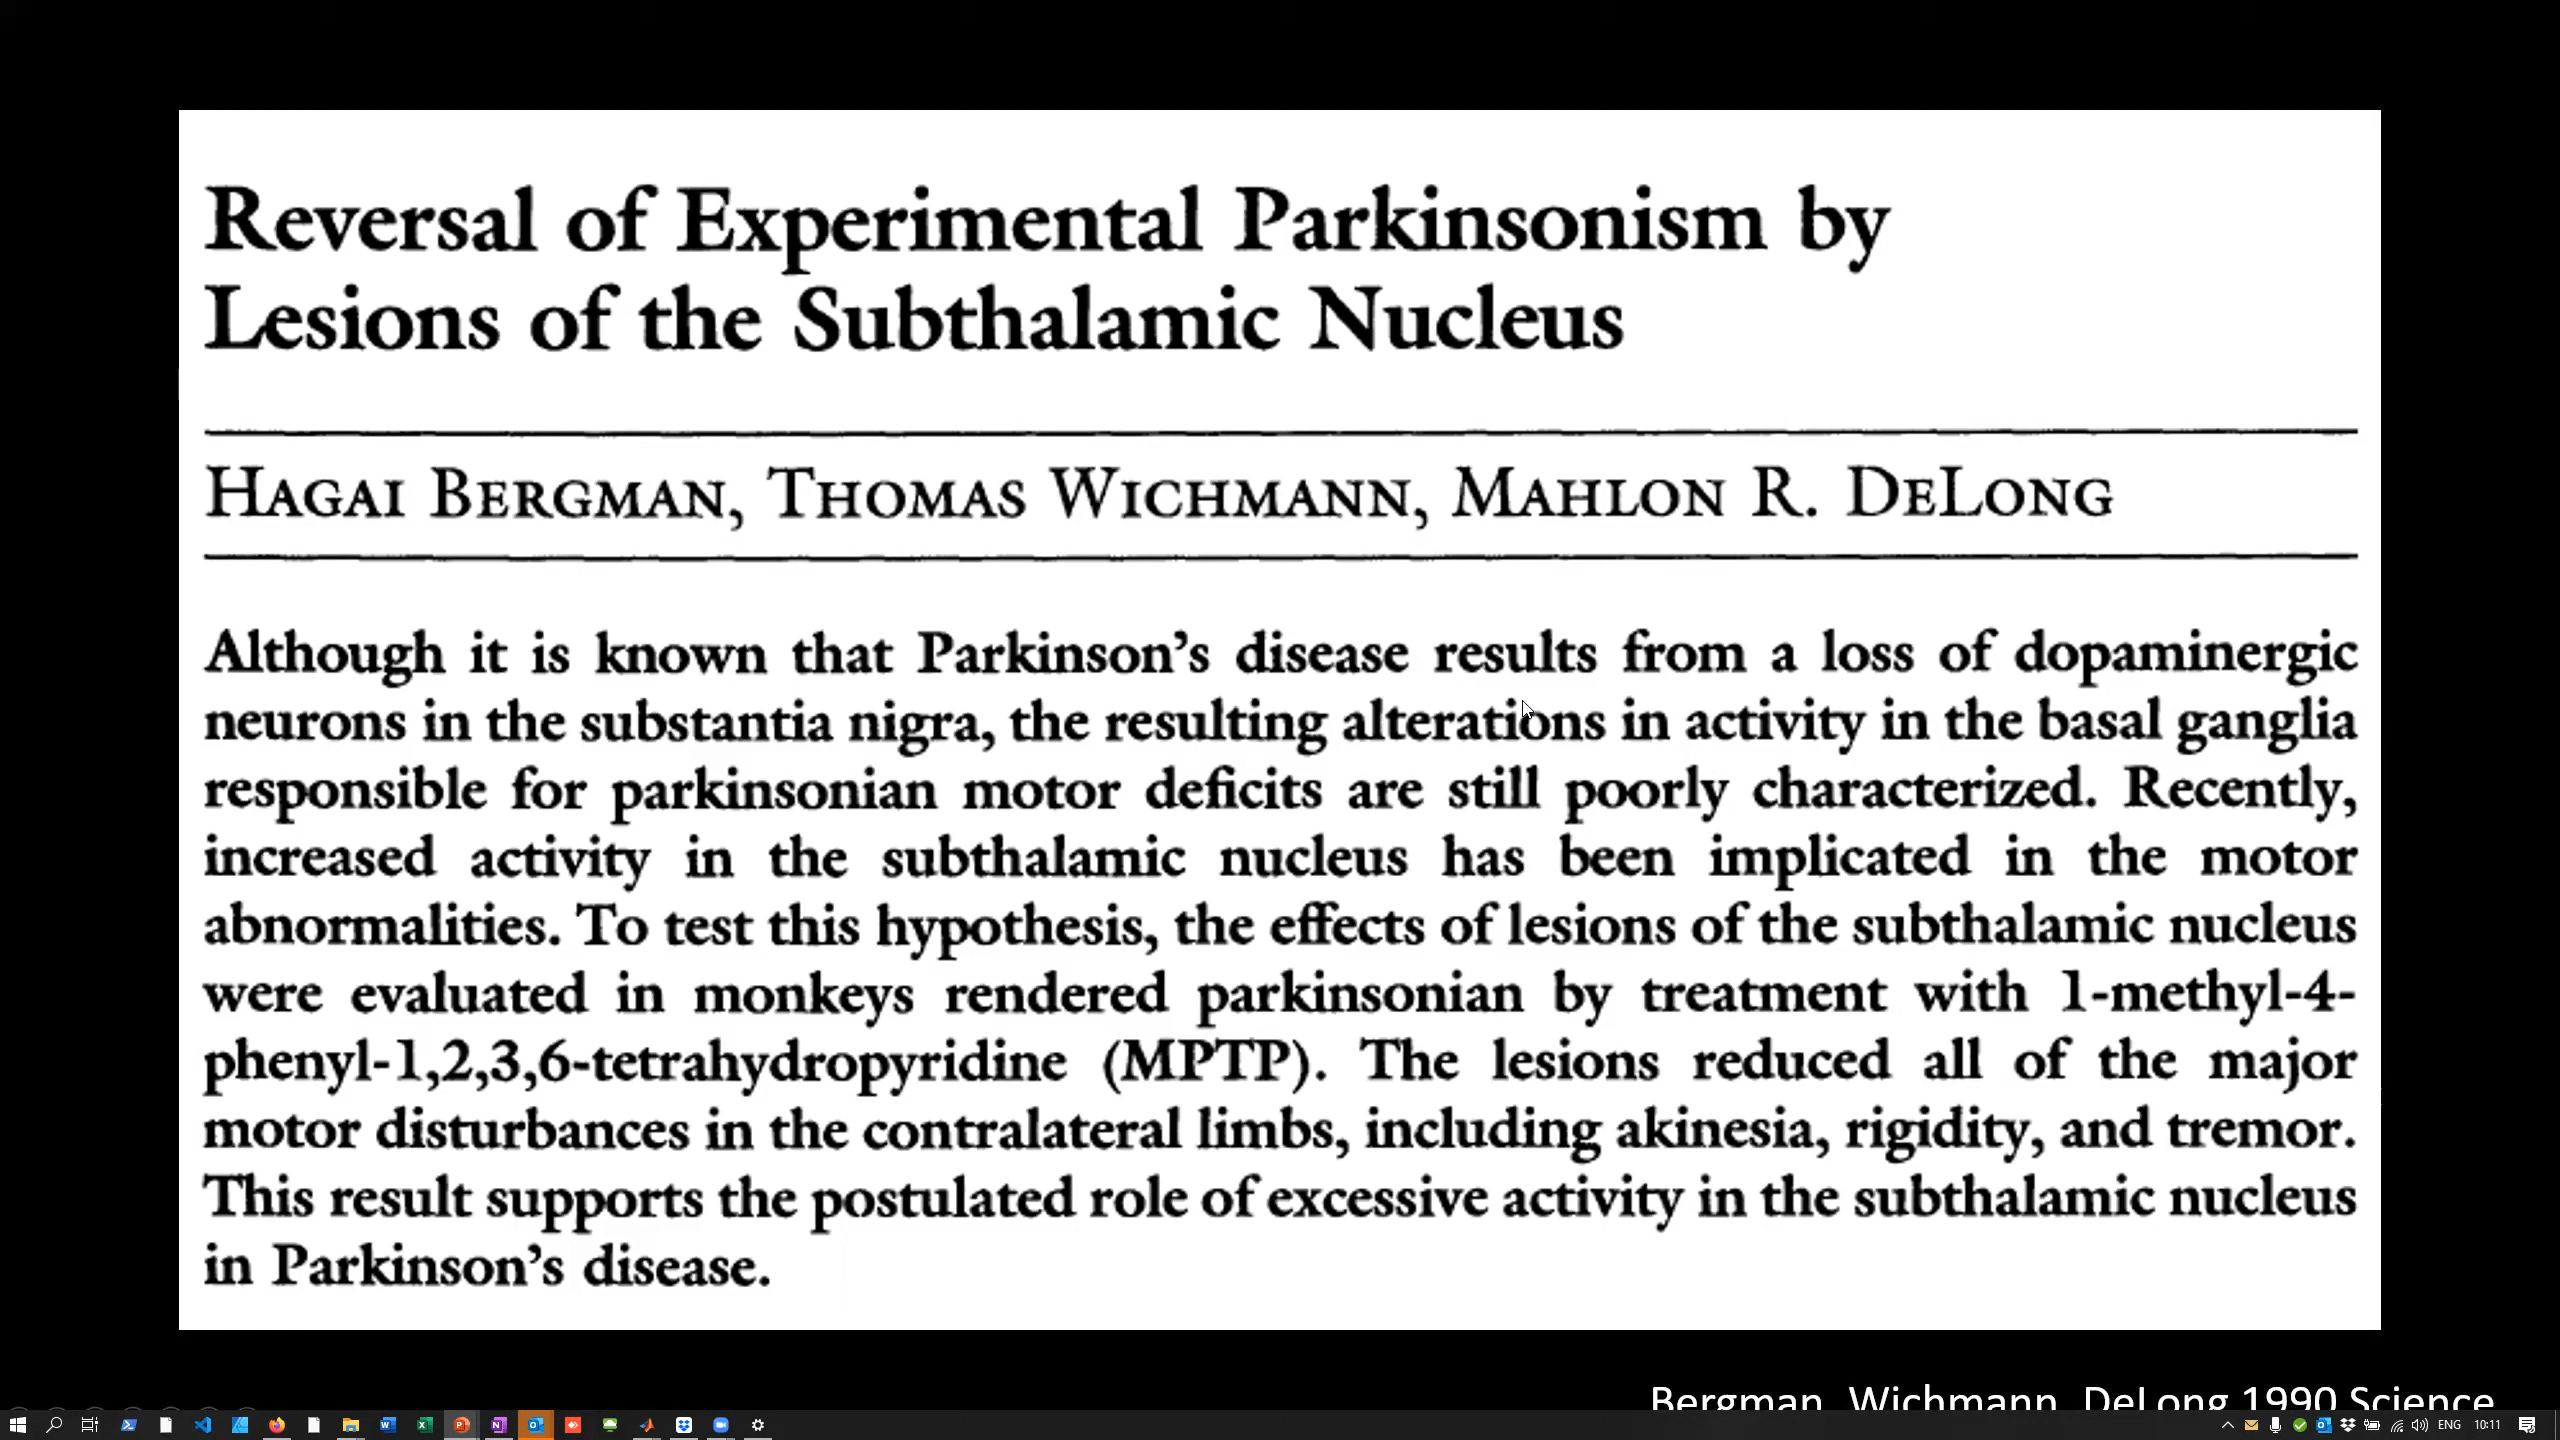 Reversal of Experimental Parkinsonism by
Lesions of the Subthalamic Nucleus
HAGAI BERGMAN, THOMAS WICHMANN, MAHLON R. DELONG
Although it is known that Parkinson's disease results from a loss of dopaminergic
neurons in the substantia nigra, the resulting alterations in activity in the basal ganglia
responsible for parkinsonian motor deficits are still poorly characterized. Recently,
increased activity in the subthalamic nucleus has been implicated in the motor
abnormalities. To test this hypothesis, the effects of lesions of the subthalamic nucleus
were evaluated in monkeys rendered parkinsonian by treatment with 1-methyl-4-
phenyl-1,2,3,6-tetrahydropyridine (MPTP). The lesions reduced all of the major
motor disturbances in the contralateral limbs, including akinesia, rigidity, and tremor.
This result supports the postulated role of excessive activity in the subthalamic nucleus
in Parkinson's disease.
Bergman, Wichmann, DeLong 1990 Science
ENG 10:11